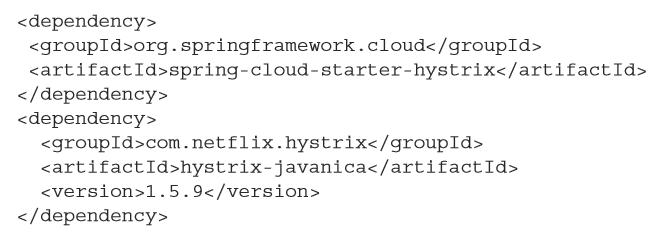 <dependency>
<groupId>org.springframework.cloud</groupId>
<artifactId>spring-cloud-starter-hystrix</artifactId>
</dependency>
<dependency>
<groupId>com.netflix.hystrix</groupId>
<artifactId>hystrix-javanica</artifactId>
<version>1.5.9</version>
</dependency>